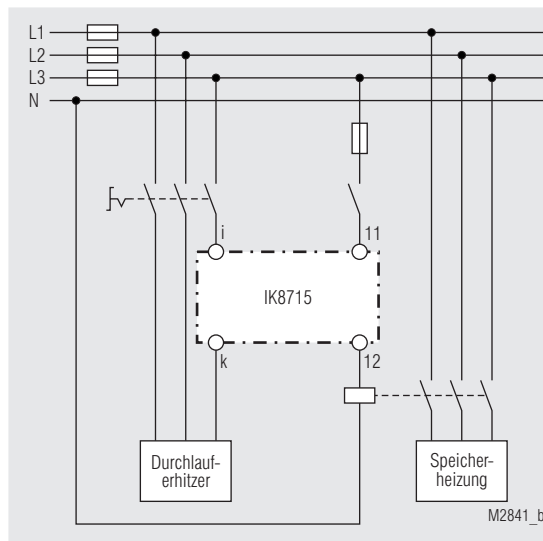 L1
L2
L3
N
i
11
IK8715
k
12
Durchlauf-
erhitzer
Speicher-
heizung
M2841_b